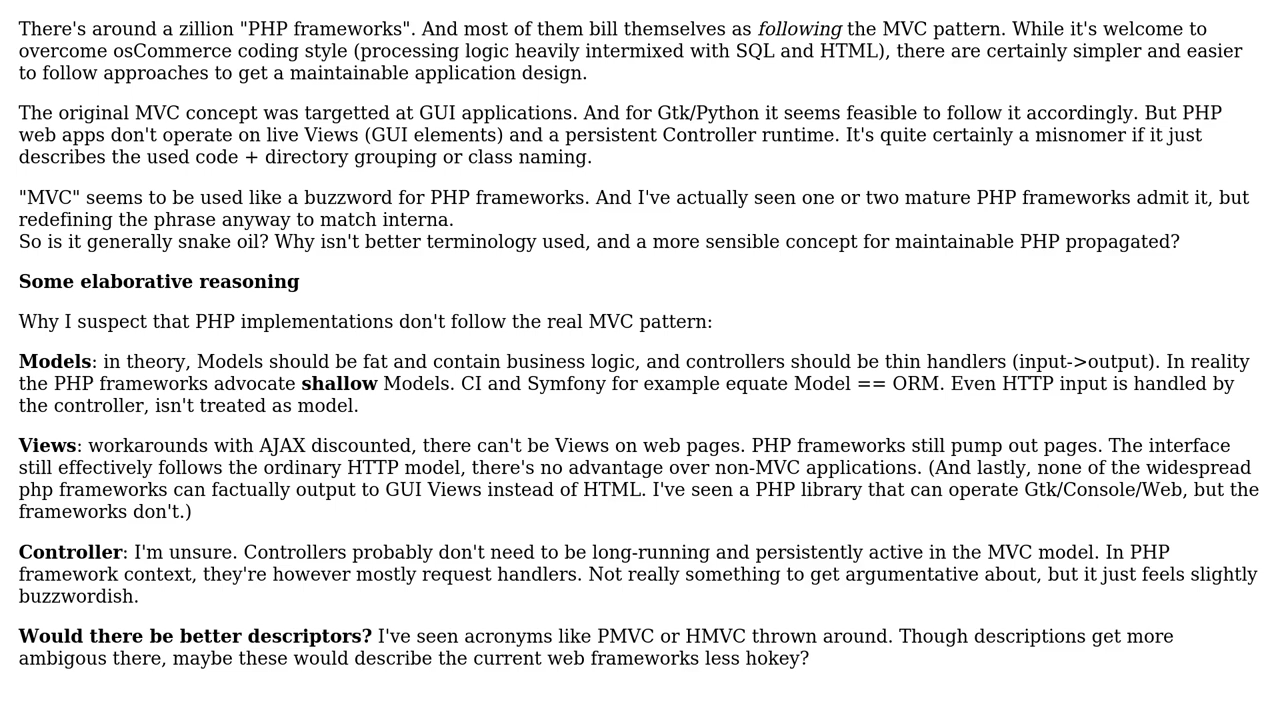 There's around a zillion "PHP frameworks". And most of them bill themselves as following the MVC pattern. While it's welcome to
overcome osCommerce coding style (processing logic heavily intermixed with SQL and HTML), there are certainly simpler and easier
to follow approaches to get a maintainable application design.
The original MVC concept was targetted at GUI applications. And for Gtk/Python it seems feasible to follow it accordingly. But PHP
web apps don't operate on live Views (GUI elements) and a persistent Controller runtime. It's quite certainly a misnomer if it just
describes the used code + directory grouping or class naming.
"MVC" seems to be used like a buzzword for PHP frameworks. And I've actually seen one or two mature PHP frameworks admit it, but
redefining the phrase anyway to match interna.
So is it generally snake oil? Why isn't better terminology used, and a more sensible concept for maintainable PHP propagated?
Some elaborative reasoning
Why I suspect that PHP implementations don't follow the real MVC pattern:
Models: in theory, Models should be fat and contain business logic, and controllers should be thin handlers (input->output). In reality
the PHP frameworks advocate shallow Models. CI and Symfony for example equate Model == ORM. Even HTTP input is handled by
the controller, isn't treated as model.
Views: workarounds with AJAX discounted, there can't be Views on web pages. PHP frameworks still pump out pages. The interface
still effectively follows the ordinary HTTP model, there's no advantage over non-MVC applications. (And lastly, none of the widespread
php frameworks can factually output to GUI Views instead of HTML. I've seen a PHP library that can operate Gtk/Console/Web, but the
frameworks don't.)
Controller: I'm unsure. Controllers probably don't need to be long-running and persistently active in the MVC model. In PHP
framework context, they're however mostly request handlers. Not really something to get argumentative about, but it just feels slightly
buzzwordish.
Would there be better descriptors? I've seen acronyms like PMVC or HMVC thrown around. Though descriptions get more
ambigous there, maybe these would describe the current web frameworks less hokey?